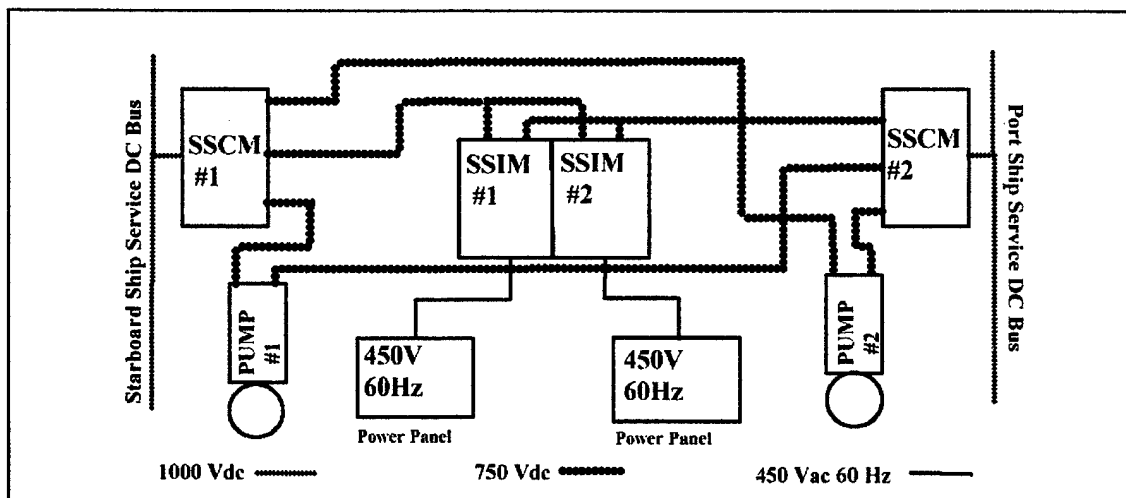 Starboard Ship Service DC Bus
SSCM
#1
SSIM
#1
SSIM
#2
SSCM
#2
Port Ship Service DC Bus
PUMP
#1
450V
60Hz
Power Panel
450V
60Hz
Power Panel
PUMP
#2
1000 Vdc
750 Vdc
450 Vac 60 Hz